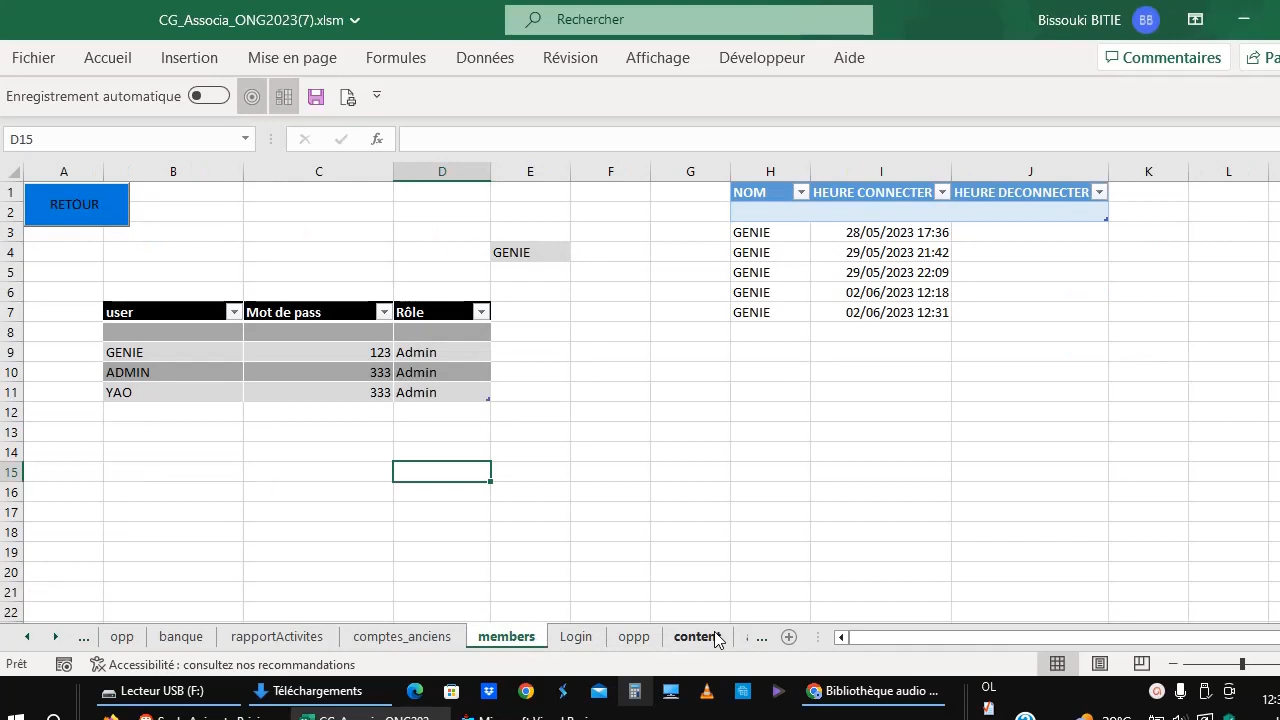 CG_Associa_ONG2023(7).xlsm
Rechercher
Bissouki BITIE
BB
Fichier Accueil Insertion Mise en page Formules Données Révision Affichage Développeur Aide
Commentaires
Enregistrement automatique
D15
fx
A B C D E F G H I J K L
1 NOM HEURE CONNECTER HEURE DECONNECTER
RETOUR
2
3 GENIE 28/05/2023 17:36
4 GENIE GENIE 29/05/2023 21:42
5 GENIE 29/05/2023 22:09
6 GENIE 02/06/2023 12:18
7 user Mot de pass Rôle GENIE 02/06/2023 12:31
8
9 GENIE 123 Admin
10 ADMIN 333 Admin
11 YAO 333 Admin
12
13
14
15
16
17
18
19
20
21
22
... opp banque rapportActivites comptes_anciens members Login oppp ...
Prêt
Accessibilité : consultez nos recommandations
Lecteur USB (F:)
Téléchargements
Bibliothèque audio ...
OL